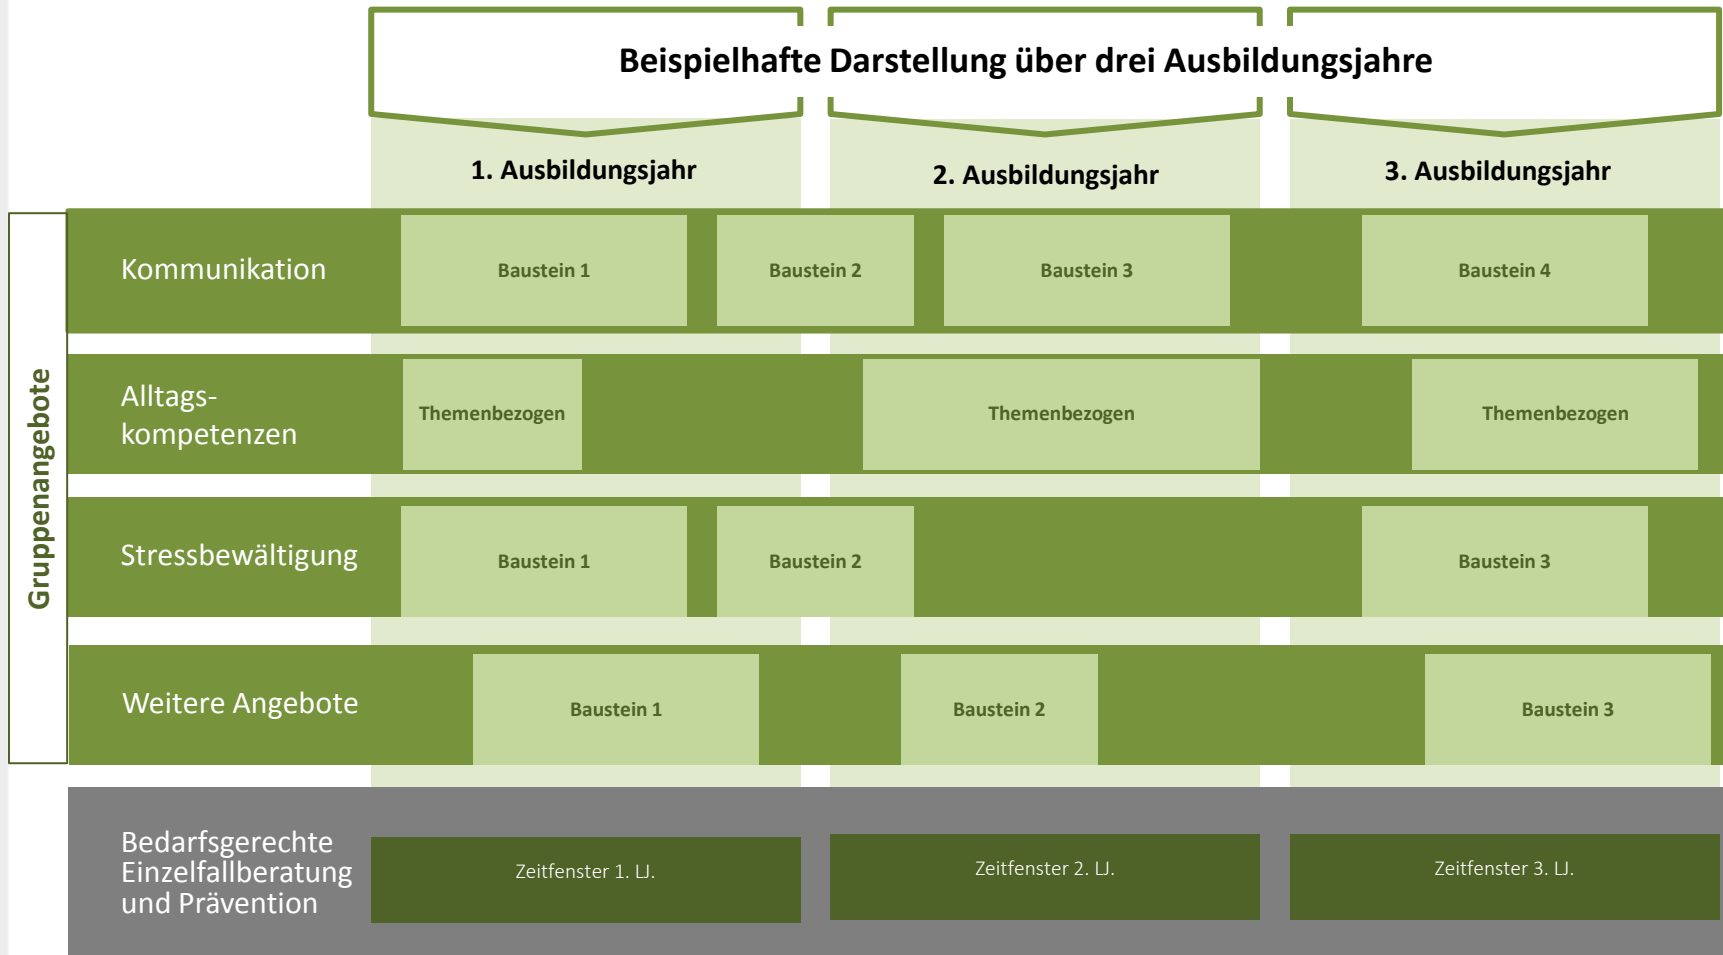 Beispielhafte Darstellung über drei Ausbildungsjahre
1. Ausbildungsjahr
2. Ausbildungsjahr
3. Ausbildungsjahr
Gruppenangebote
Kommunikation
Baustein 1
Baustein 2
Baustein 3
Baustein 4
Alltags-
kompetenzen
Themenbezogen
Themenbezogen
Themenbezogen
Stressbewältigung
Baustein 1
Baustein 2
Baustein 3
Weitere Angebote
Baustein 1
Baustein 2
Baustein 3
Bedarfsgerechte
Einzelfallberatung
und Prävention
Zeitfenster 1. LJ.
Zeitfenster 2. LJ.
Zeitfenster 3. LJ.